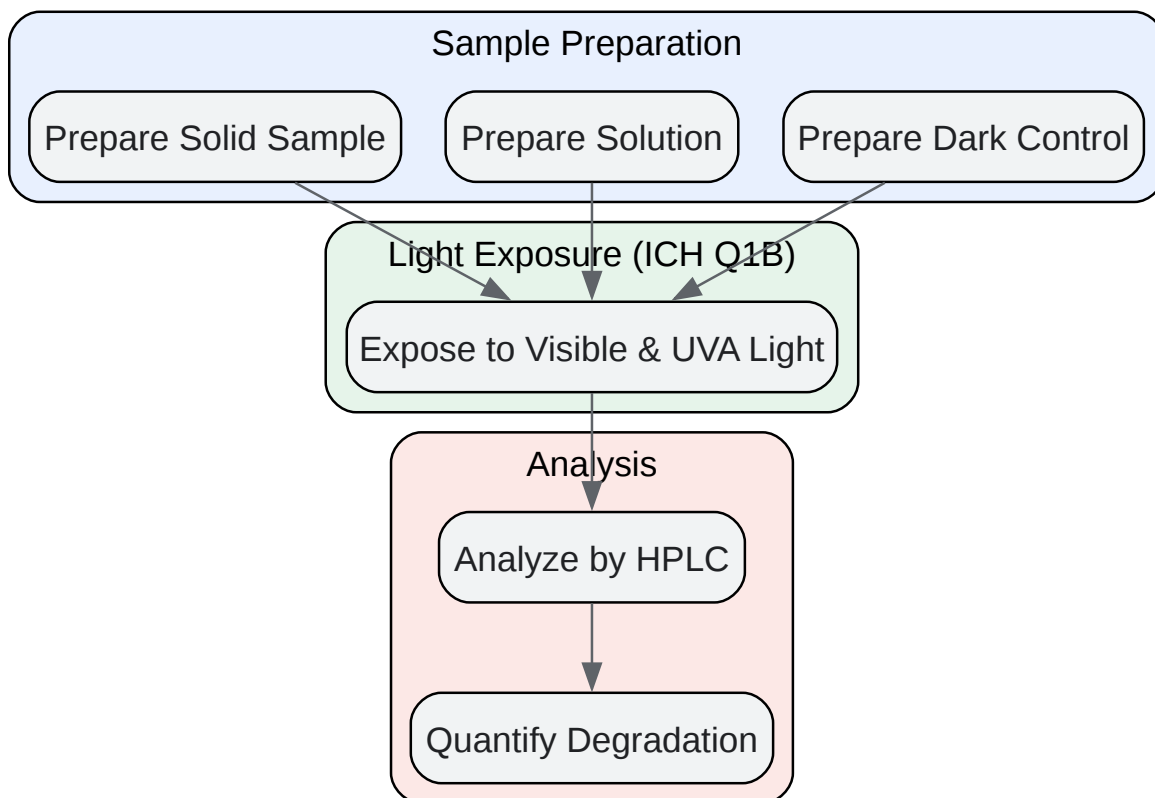 Sample Preparation
Prepare Solid Sample
Prepare Solution
Prepare Dark Control
Light Exposure (ICH Q1B)
Expose to Visible & UVA Light
Analysis
Analyze by HPLC
Quantify Degradation